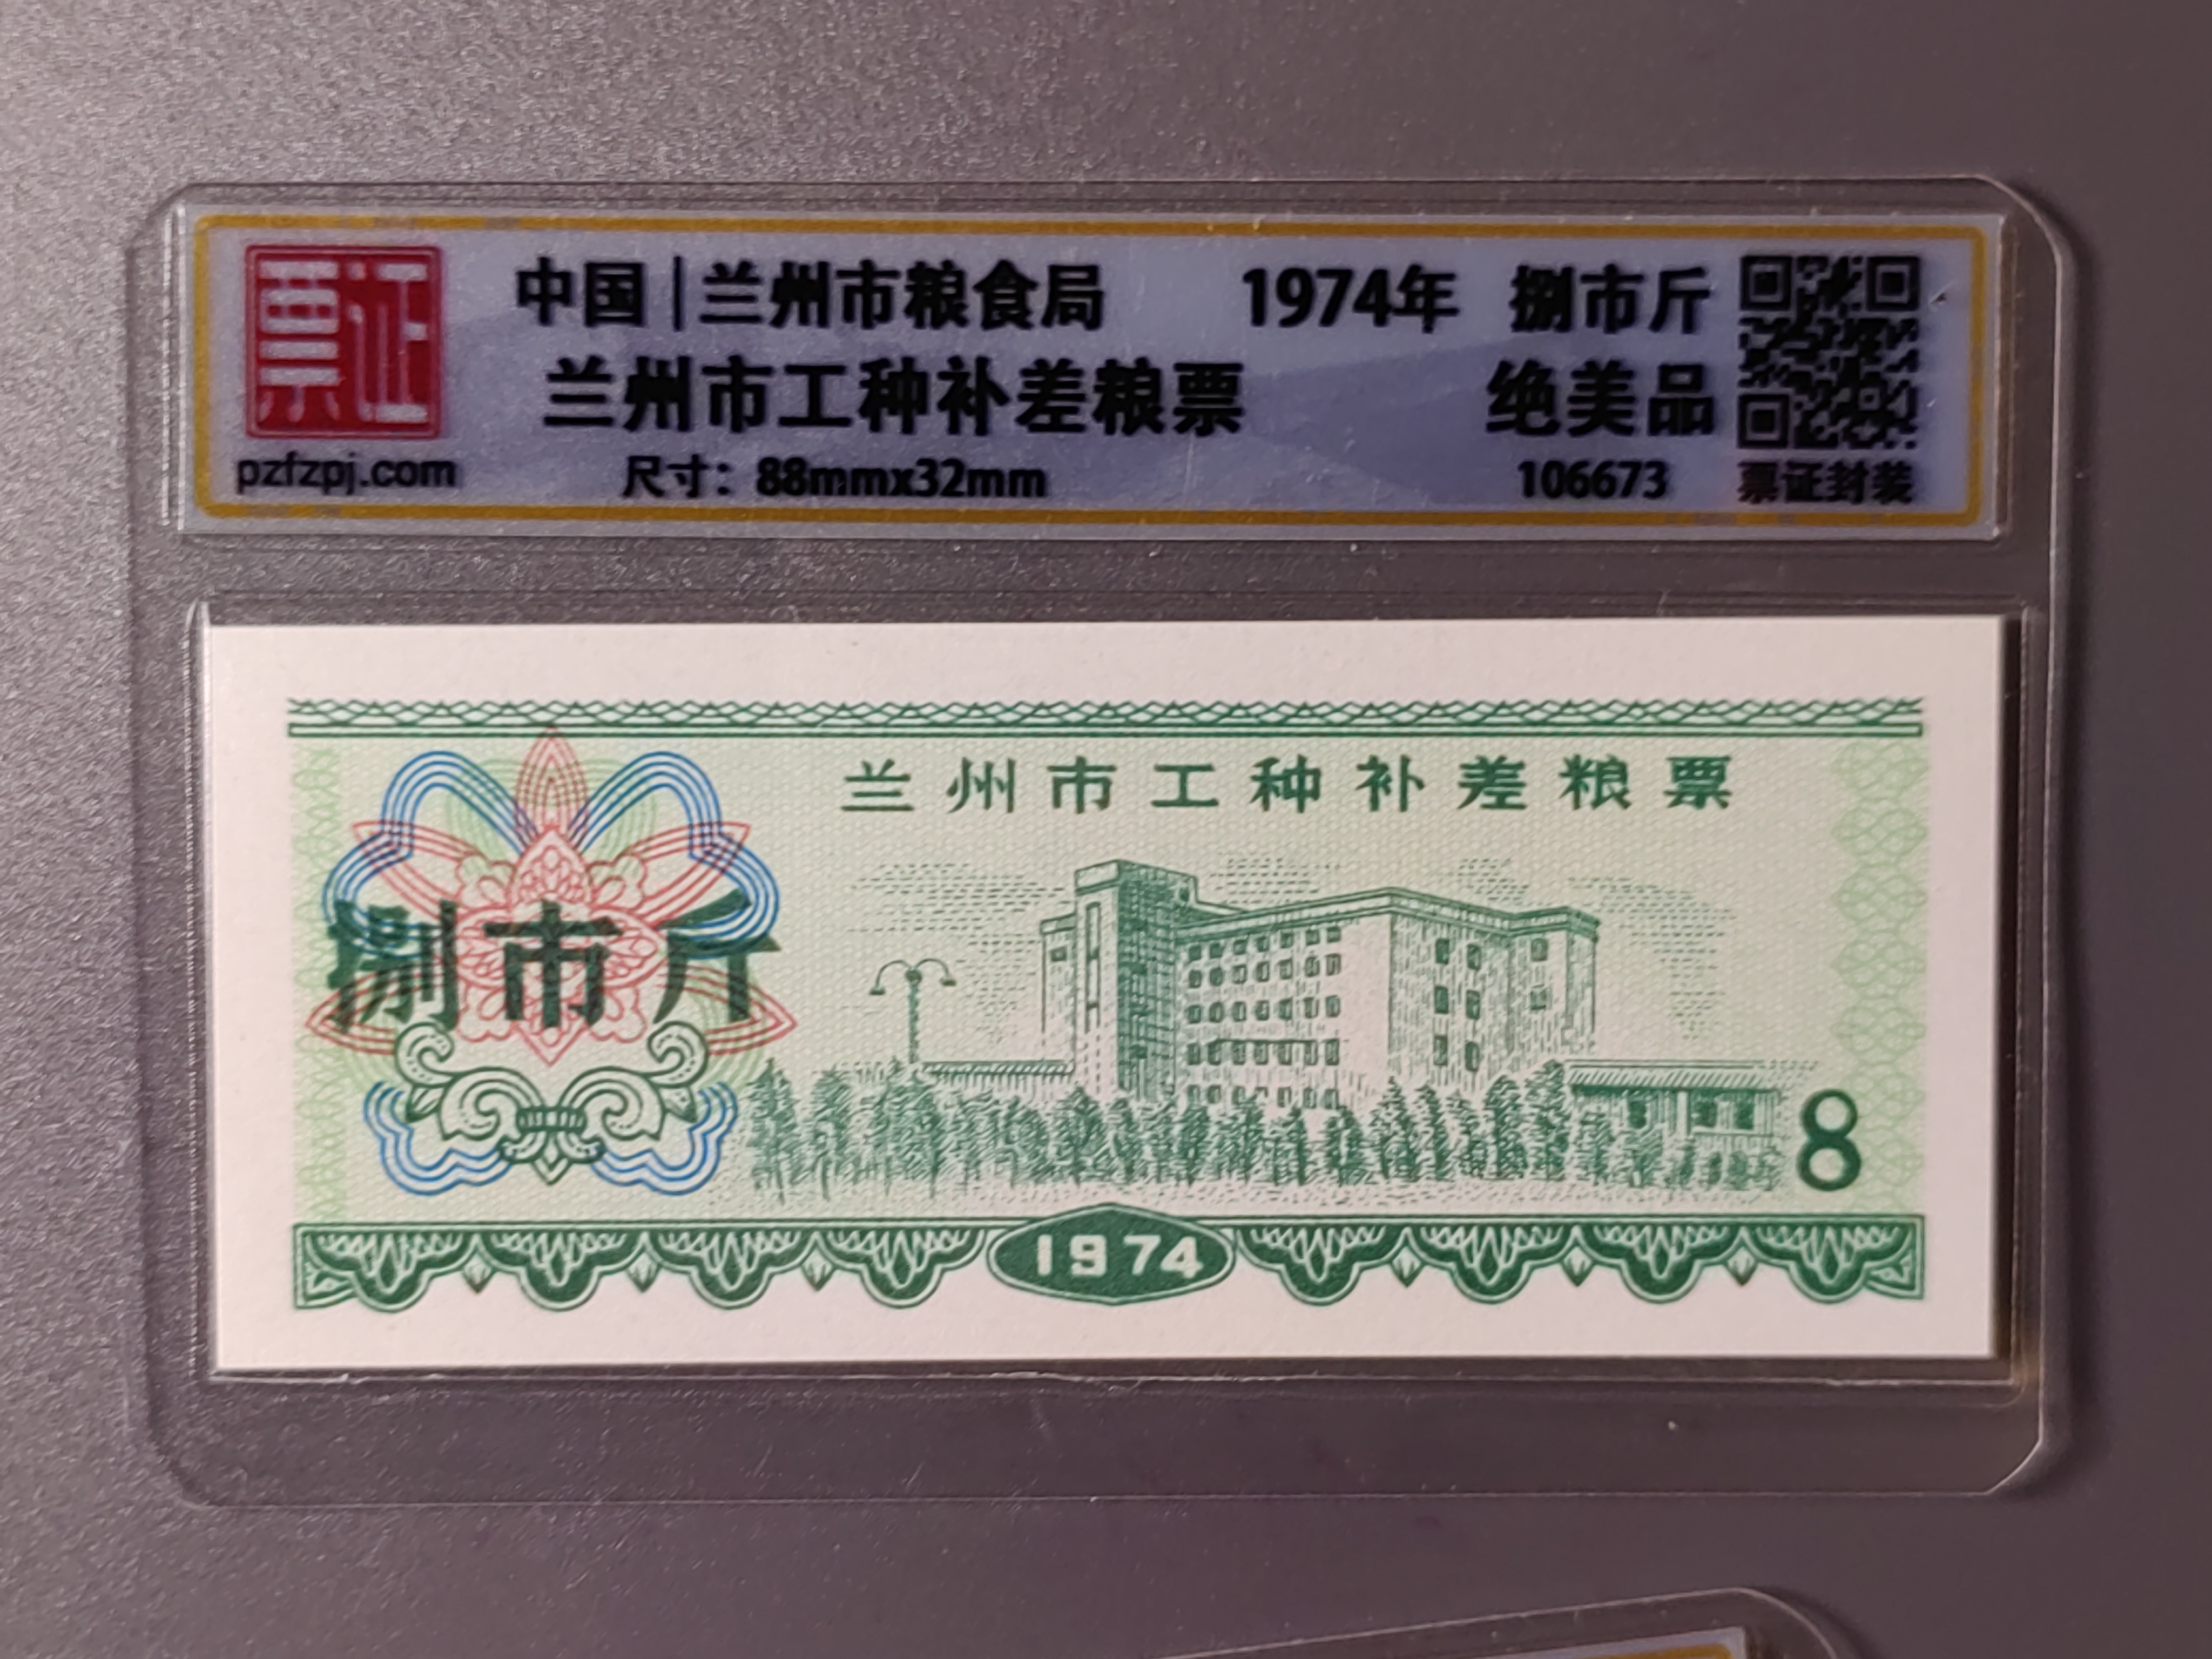 票证
中国|兰州市粮食局 1974年 捌市斤
兰州市工种补差粮票 绝美品
pzfzpj.com 尺寸：88mmx32mm 106673 票证封装
兰州市工种补差粮票
捌市斤
8
1974